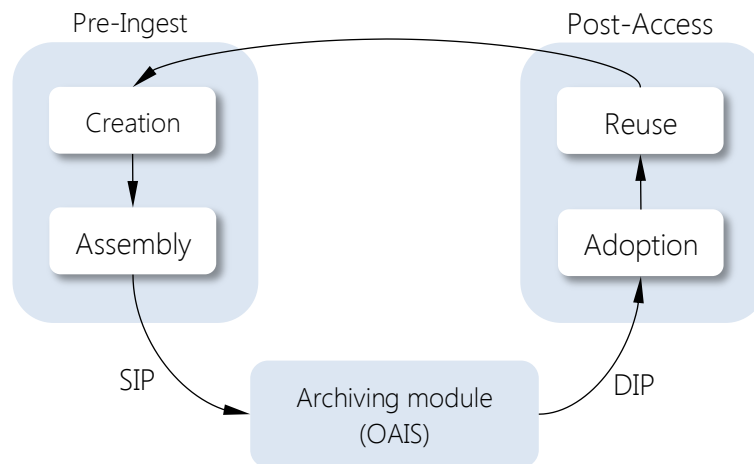 Pre-Ingest
Post-Access
Creation
Reuse
Assembly
Adoption
SIP
DIP
Archiving module
(OAIS)